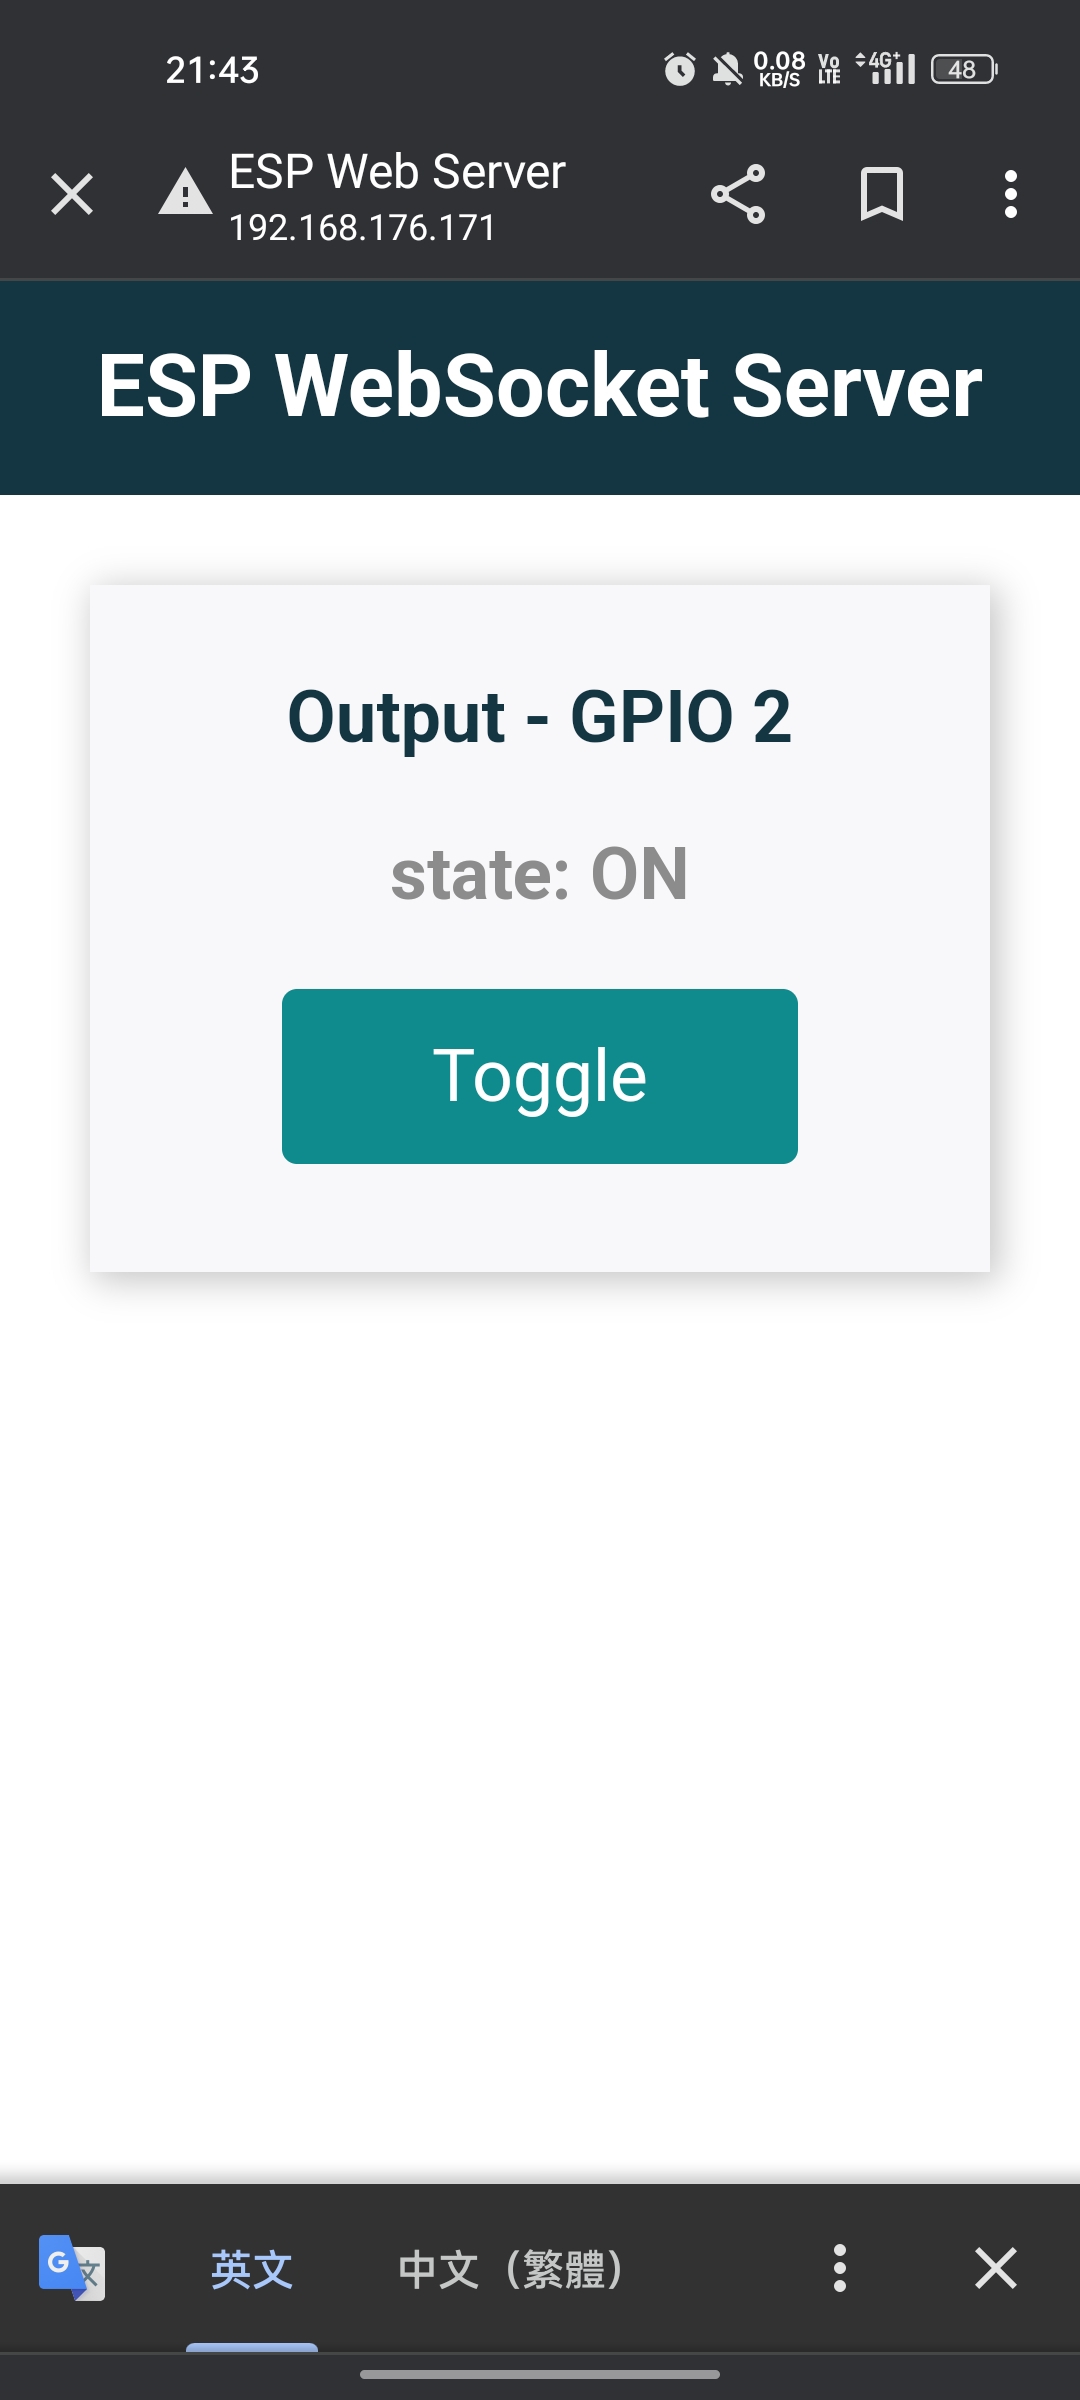 21:43
0.08
KB/S
Vo
LTE
4G+
48
ESP Web Server
192.168.176.171
ESP WebSocket Server
Output - GPIO 2
state: ON
Toggle
G 文
英文
中文（繁體）